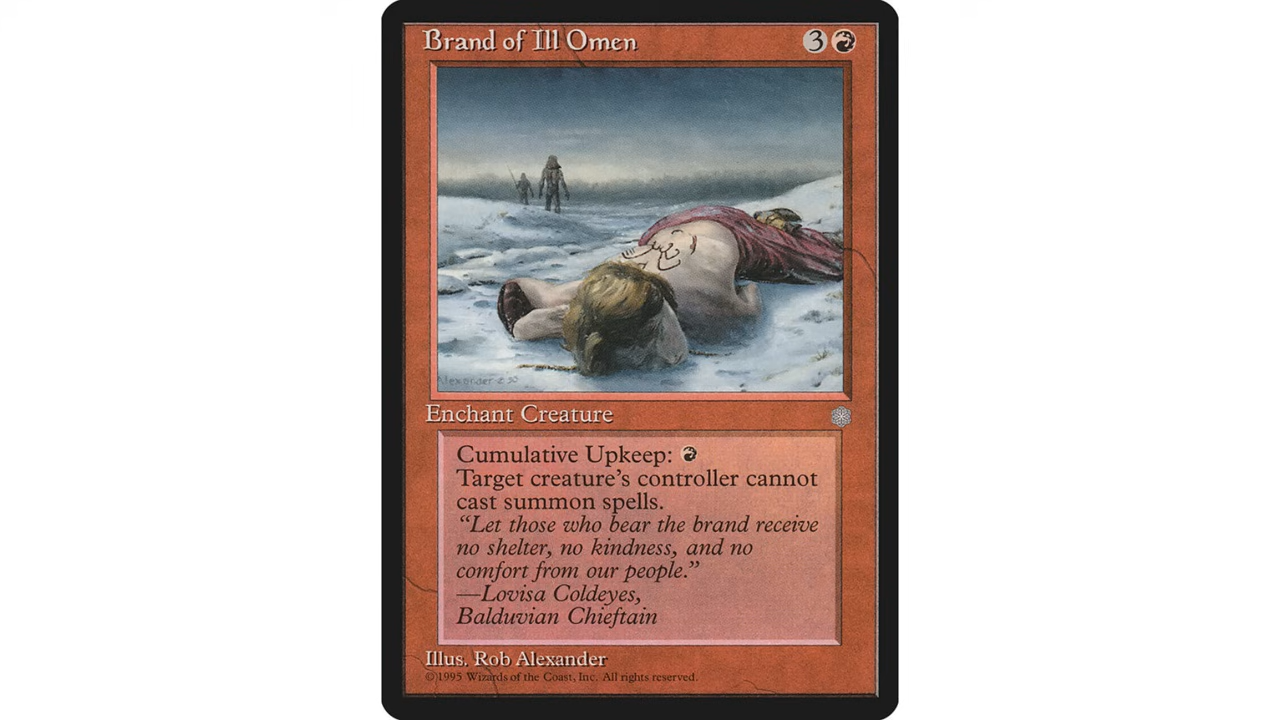 Brand of Ill Omen
3
Enchant Creature
Cumulative Upkeep:
Target creature's controller cannot
cast summon spells.
"Let those who bear the brand receive
no shelter, no kindness, and no
comfort from our people."
—Lovisa Coldeyes,
Balduvian Chieftain
Illus. Rob Alexander
©1995 Wizards of the Coast, Inc. All rights reserved.